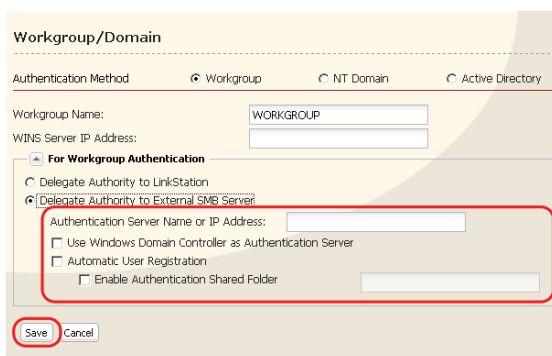 Workgroup/Domain
Authentication Method Workgroup NT Domain Active Directory
Workgroup Name: WORKGROUP
WINS Server IP Address:
For Workgroup Authentication
Delegate Authority to LinkStation
Delegate Authority to External SMB Server
Authentication Server Name or IP Address:
Use Windows Domain Controller as Authentication Server
Automatic User Registration
Enable Authentication Shared Folder
Save Cancel